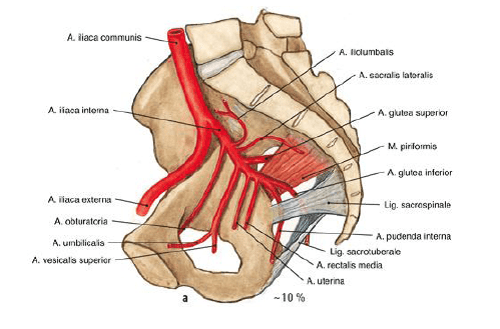 A. iliaca communis
A. iliolumbalis
A. sacralis lateralis
A. iliaca interna
A. glutea superior
M. piriformis
A. glutea inferior
A. iliaca externa
Lig. sacrospinale
A. obturatoria
A. pudenda interna
A. umbilicalis
Lig. sacrotuberale
A. vesicalis superior
A. rectalis media
A. uterina
a
~10 %